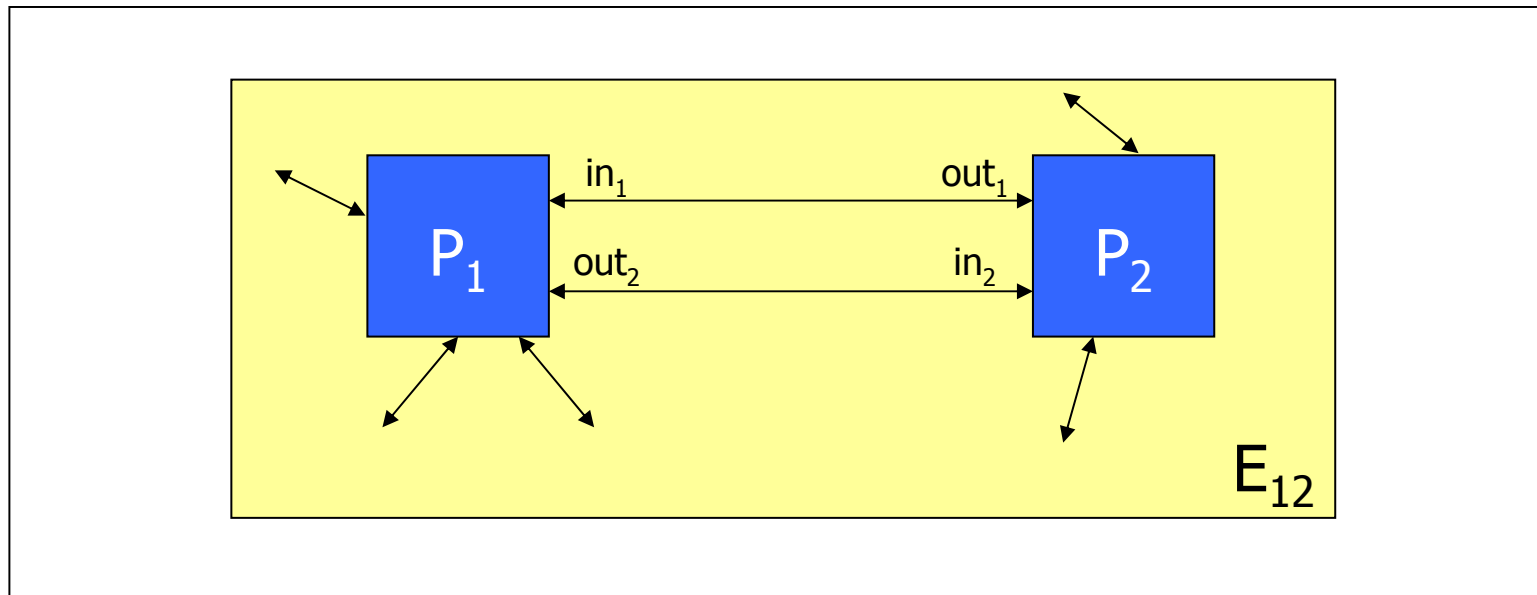 in₁ out₁
P₁ P₂
out₂ in₂
E₁₂